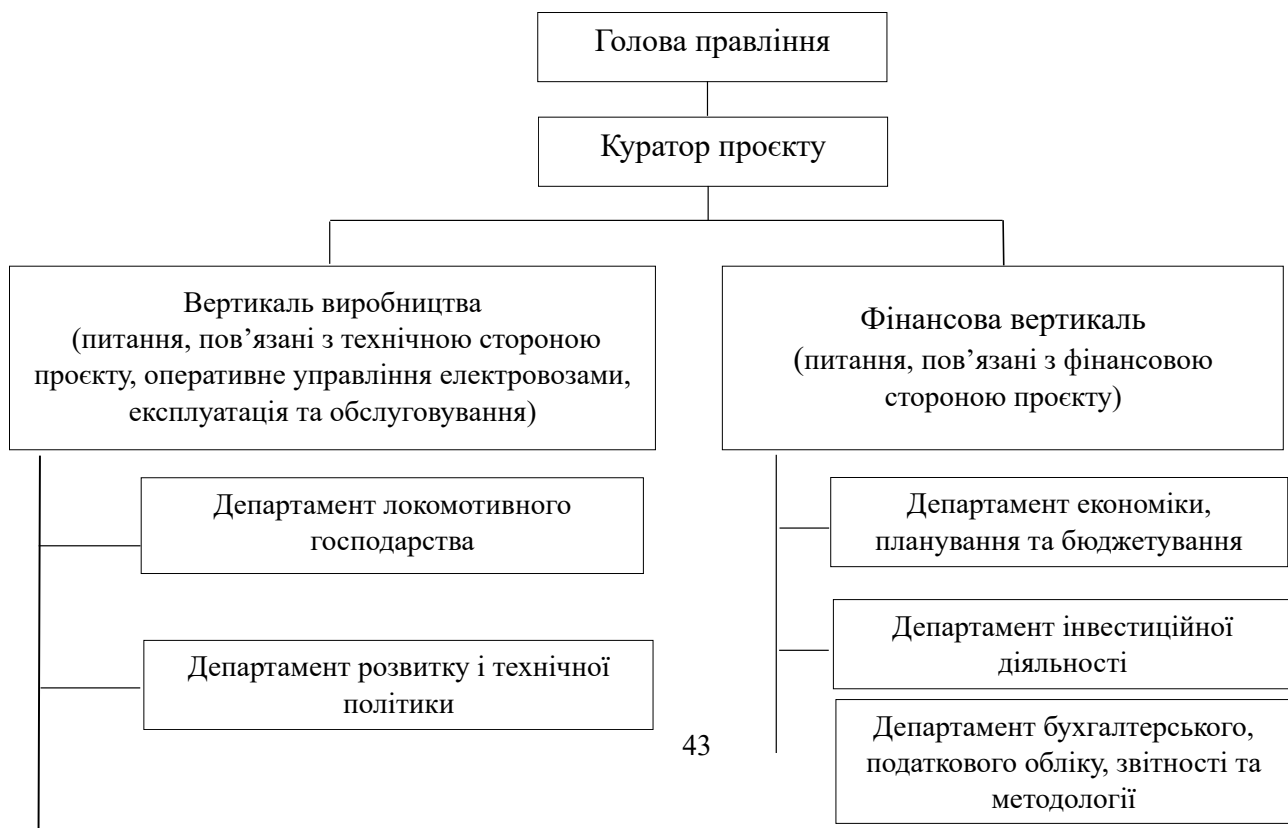 Голова правління
Куратор проєкту
Вертикаль виробництва
(питання, пов’язані з технічною стороною
проєкту, оперативне управління електровозами,
експлуатація та обслуговування)
Фінансова вертикаль
(питання, пов’язані з фінансовою
стороною проєкту)
Департамент локомотивного
господарства
Департамент економіки,
планування та бюджетування
Департамент розвитку і технічної
політики
Департамент інвестиційної
діяльності
Департамент бухгалтерського,
податкового обліку, звітності та
методології
43